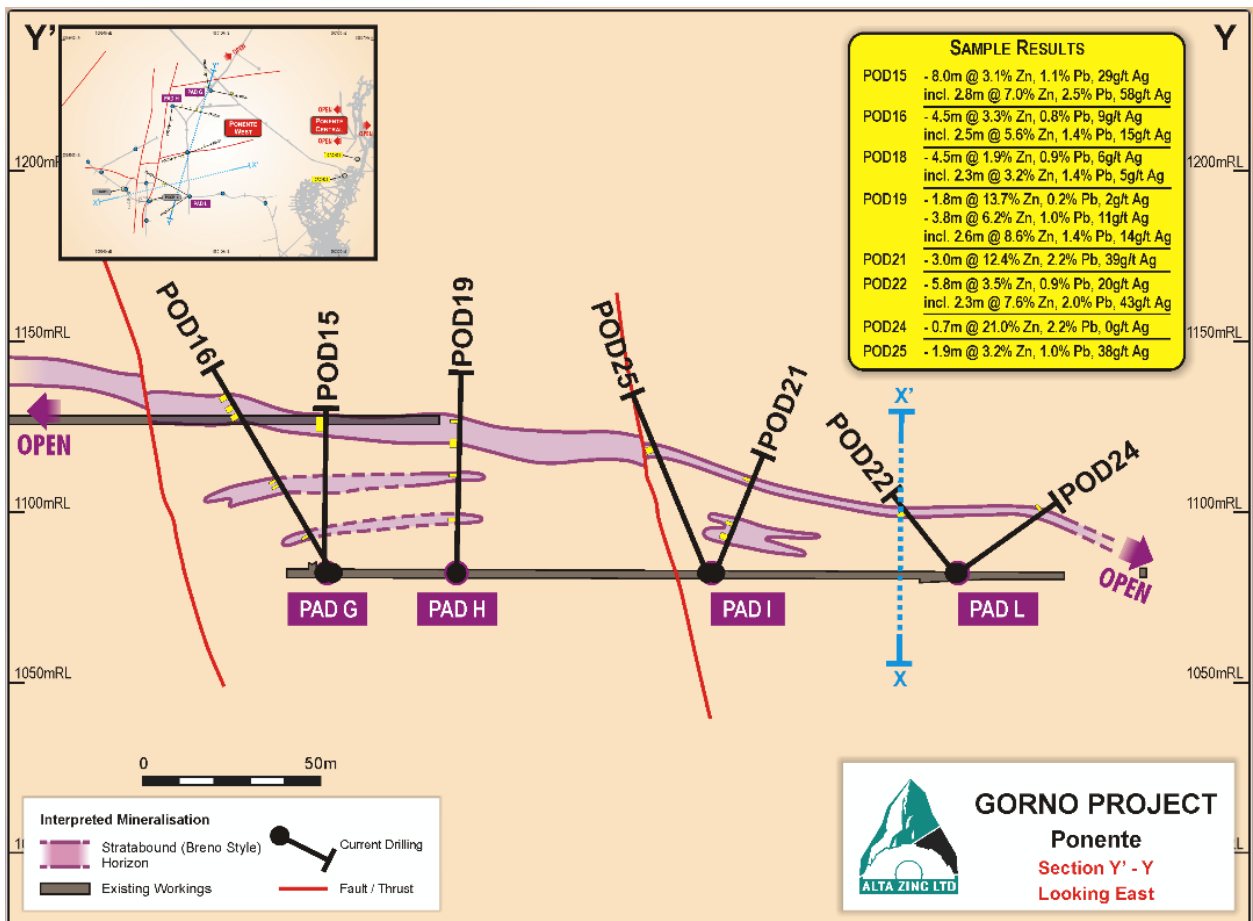 Y'
Y
OPEN
PAD G
PAD H
PONENTE
WEST
OPEN
PONENTE
CENTRAL
OPEN
OPEN
X'
X'
Y
PAD L
SAMPLE RESULTS
POD15 - 8.0m @ 3.1% Zn, 1.1% Pb, 29g/t Ag
incl. 2.8m @ 7.0% Zn, 2.5% Pb, 58g/t Ag
POD16 - 4.5m @ 3.3% Zn, 0.8% Pb, 9g/t Ag
incl. 2.5m @ 5.6% Zn, 1.4% Pb, 15g/t Ag
POD18 - 4.5m @ 1.9% Zn, 0.9% Pb, 6g/t Ag
incl. 2.3m @ 3.2% Zn, 1.4% Pb, 5g/t Ag
POD19 - 1.8m @ 13.7% Zn, 0.2% Pb, 2g/t Ag
- 3.8m @ 6.2% Zn, 1.0% Pb, 11g/t Ag
incl. 2.6m @ 8.6% Zn, 1.4% Pb, 14g/t Ag
POD21 - 3.0m @ 12.4% Zn, 2.2% Pb, 39g/t Ag
POD22 - 5.8m @ 3.5% Zn, 0.9% Pb, 20g/t Ag
incl. 2.3m @ 7.6% Zn, 2.0% Pb, 43g/t Ag
POD24 - 0.7m @ 21.0% Zn, 2.2% Pb, 0g/t Ag
POD25 - 1.9m @ 3.2% Zn, 1.0% Pb, 38g/t Ag
1200mRL
1200mRL
1150mRL
1150mRL
POD16
POD15
POD19
POD25
POD21
POD22
POD24
X'
OPEN
1100mRL
1100mRL
OPEN
PAD G
PAD H
PAD I
PAD L
X
1050mRL
1050mRL
0
50m
Interpreted Mineralisation
Stratabound (Breno Style)
Horizon
Current Drilling
Existing Workings
Fault / Thrust
ALTA ZINC LTD
GORNO PROJECT
Ponente
Section Y' - Y
Looking East